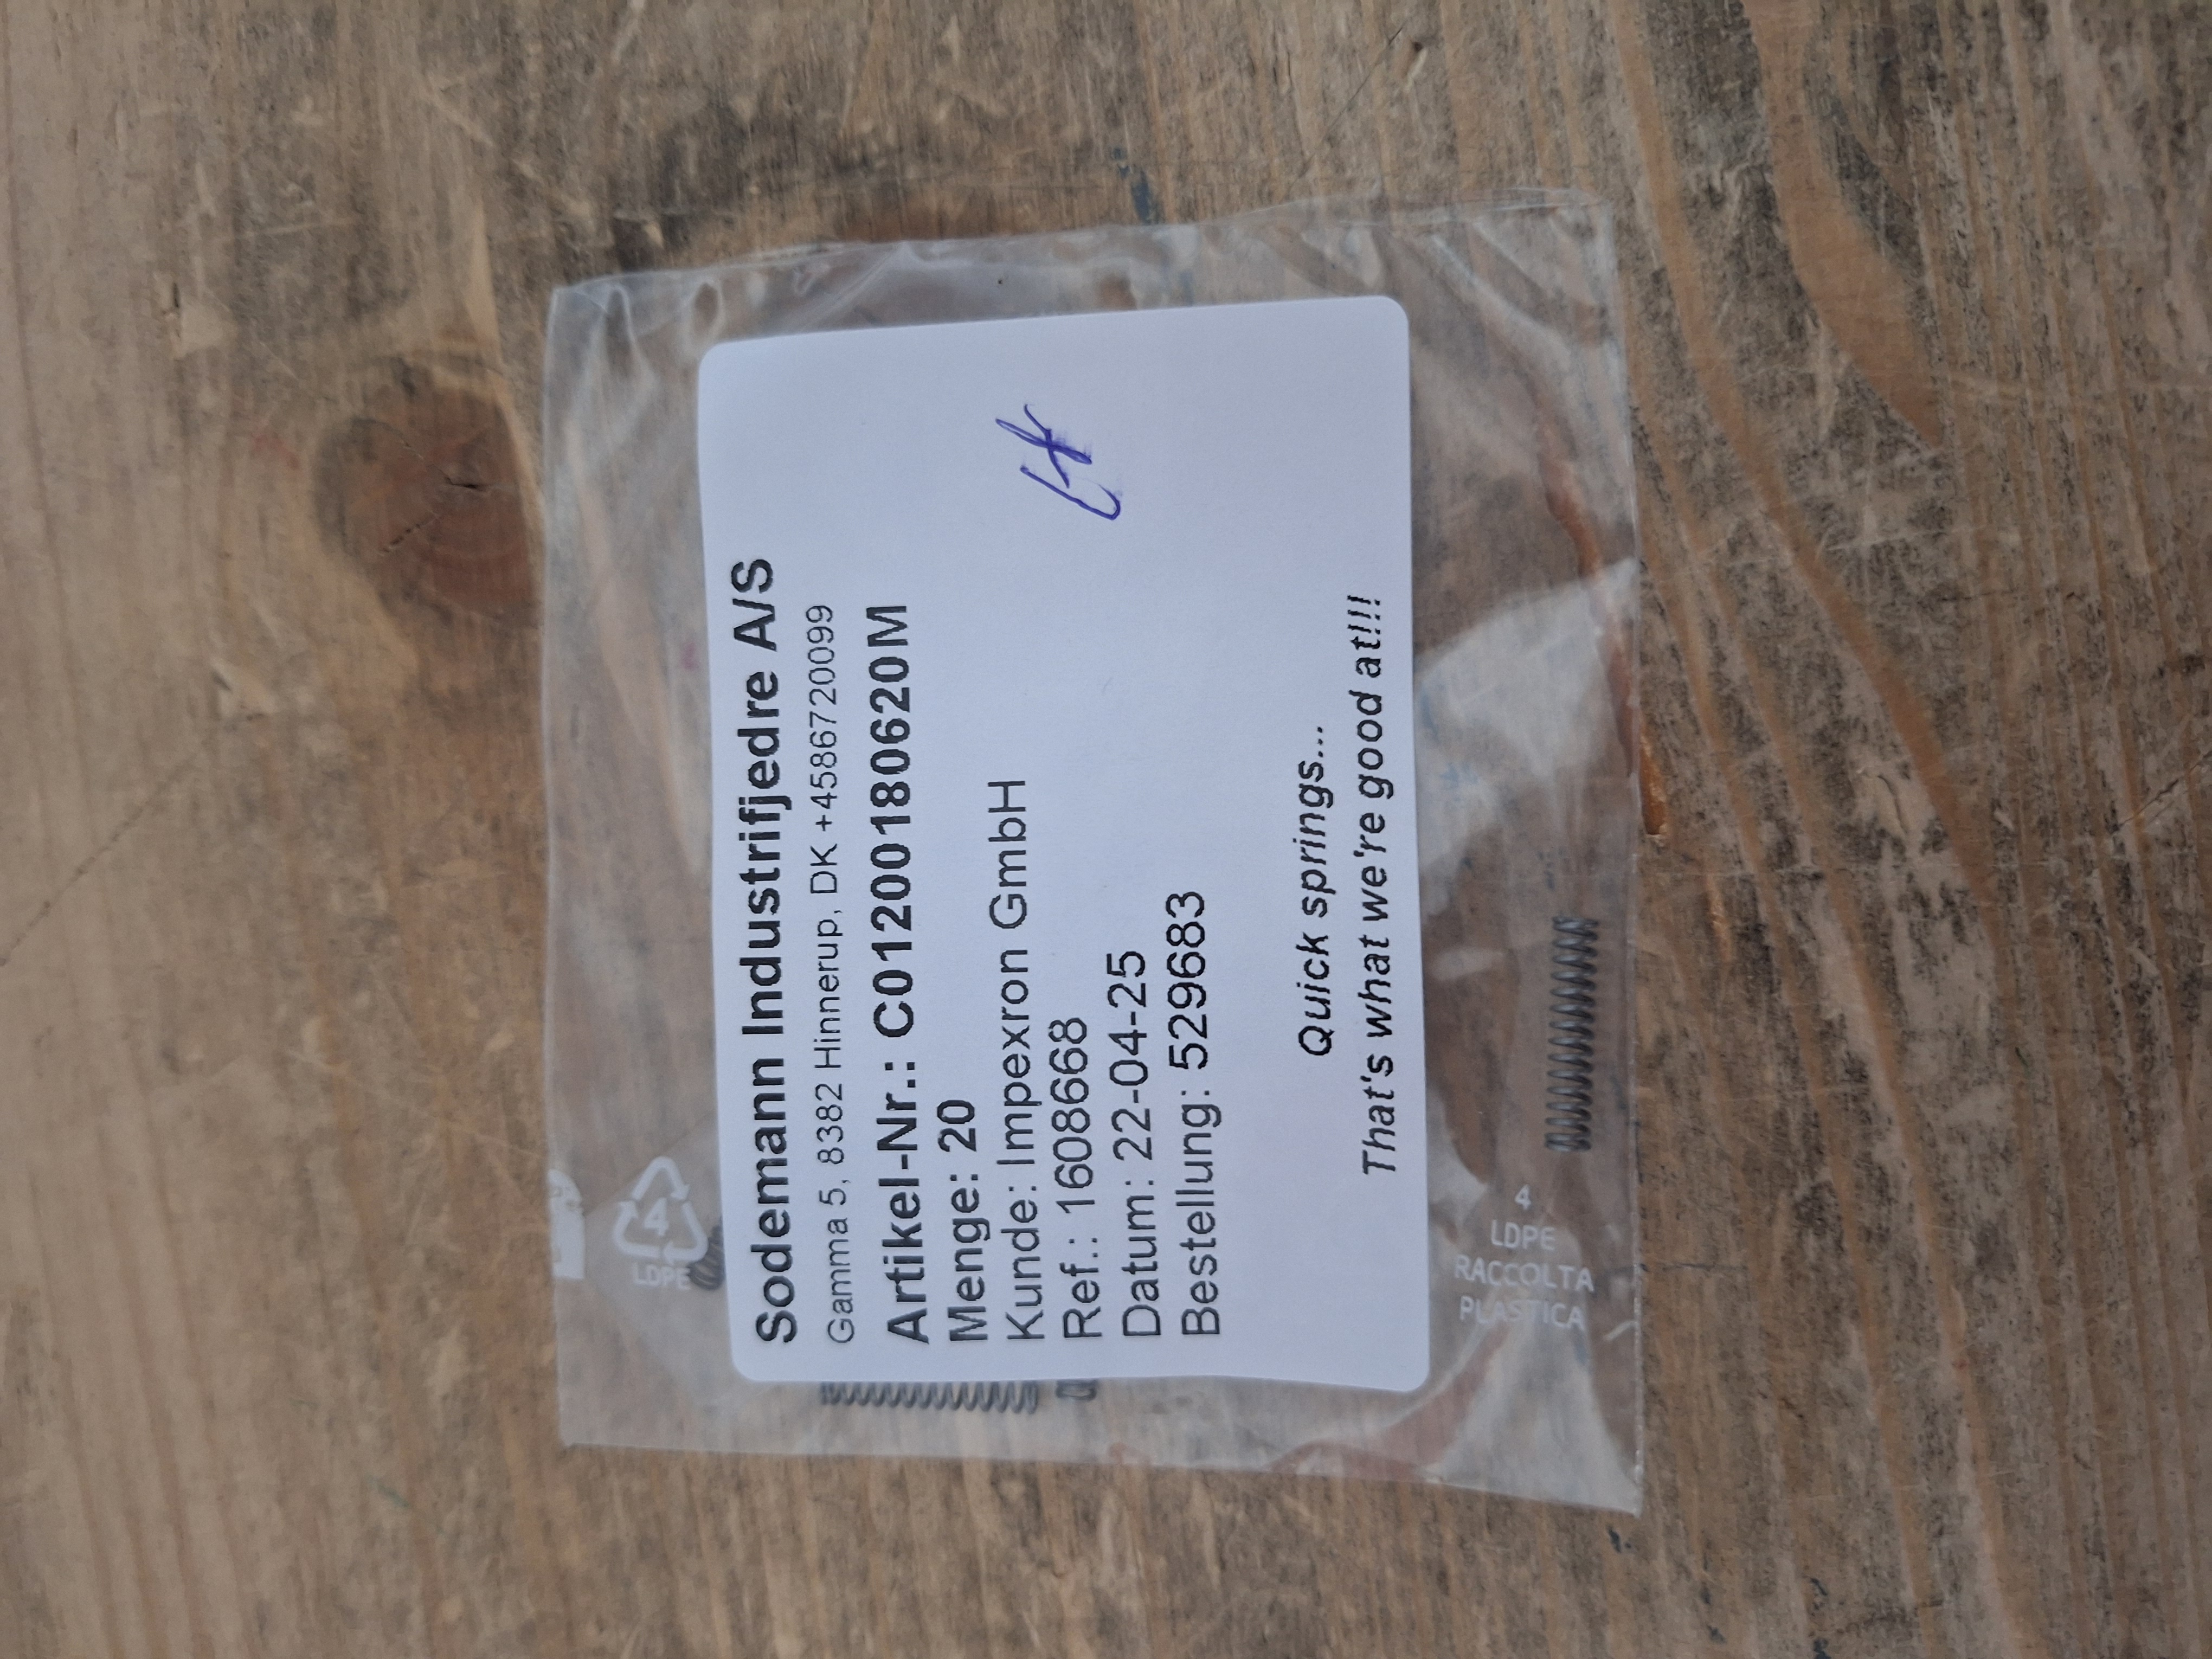 Sodemann Industrifjedre A/S
Gamma 5, 8382 Hinnerup, DK +4586720099
Artikel-Nr.: C01200180620M
Menge: 20
Kunde: Impexron GmbH
Ref.: 1608668
Datum: 22-04-25
Bestellung: 529683
Quick springs...
That's what we're good at!!!
4
LDPE
4
LDPE
RACCOLTA
PLASTICA